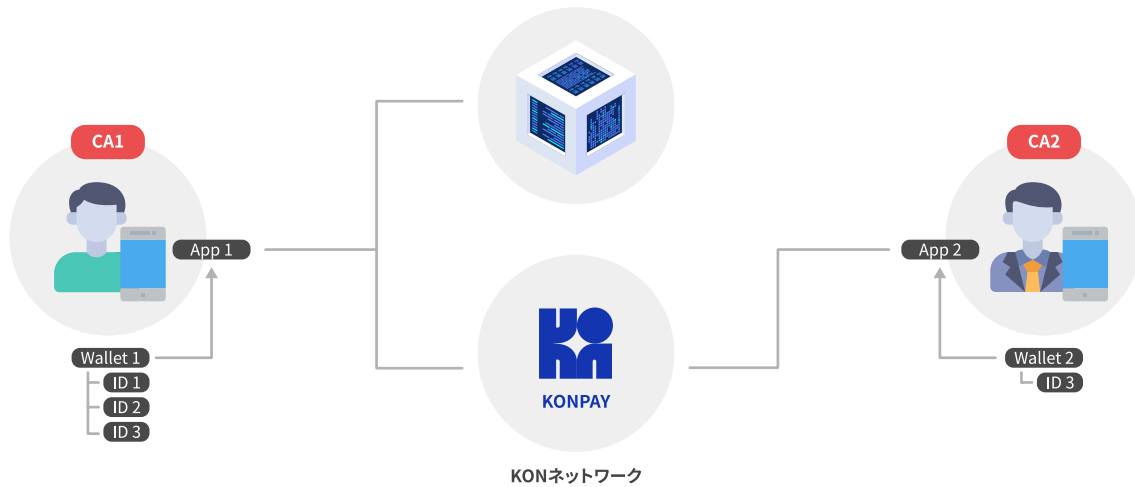 CA1
App 1
Wallet 1
ID 1
ID 2
ID 3
KONPAY
KONネットワーク
CA2
App 2
Wallet 2
ID 3